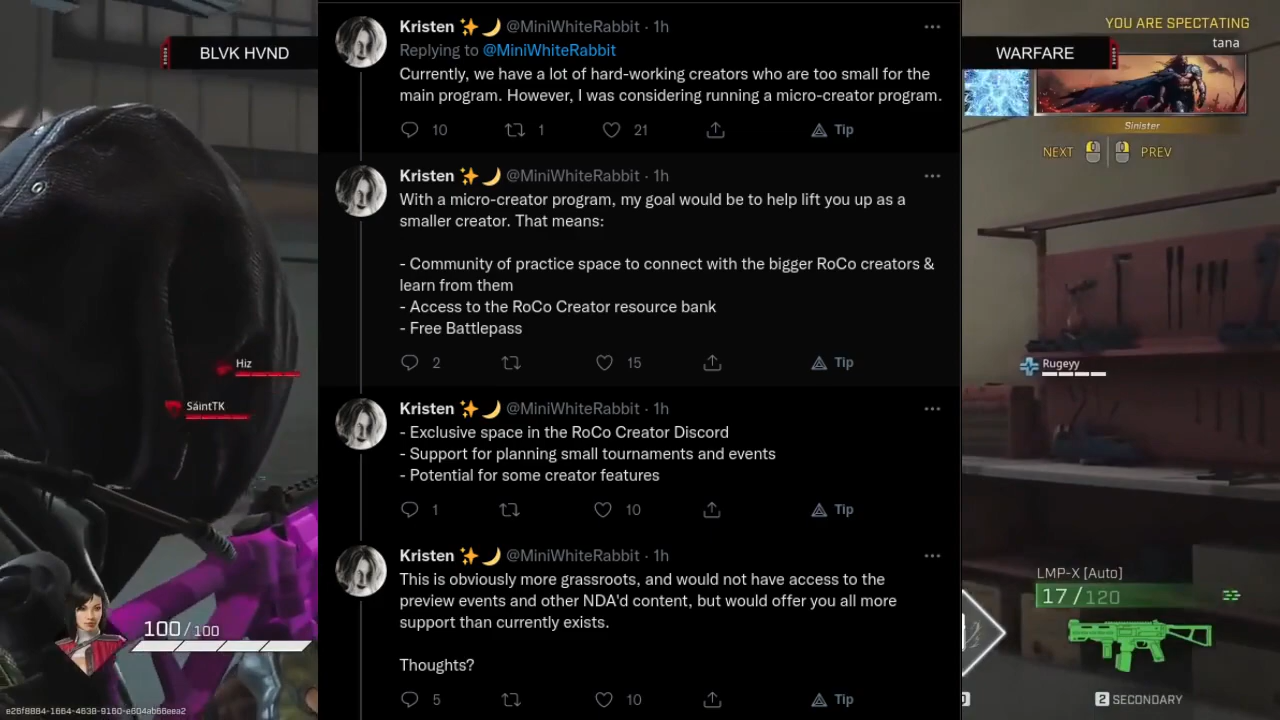 BLVK HVND
Hiz
SäintTK
100/100
e26f8884-1664-4638-9160-e604ab66eea2
Kristen ✨🌙 @MiniWhiteRabbit · 1h
Replying to @MiniWhiteRabbit
Currently, we have a lot of hard-working creators who are too small for the
main program. However, I was considering running a micro-creator program.
10 1 21 Tip
Kristen ✨🌙 @MiniWhiteRabbit · 1h
With a micro-creator program, my goal would be to help lift you up as a
smaller creator. That means:
- Community of practice space to connect with the bigger RoCo creators &
learn from them
- Access to the RoCo Creator resource bank
- Free Battlepass
2 15 Tip
Kristen ✨🌙 @MiniWhiteRabbit · 1h
- Exclusive space in the RoCo Creator Discord
- Support for planning small tournaments and events
- Potential for some creator features
1 10 Tip
Kristen ✨🌙 @MiniWhiteRabbit · 1h
This is obviously more grassroots, and would not have access to the
preview events and other NDA'd content, but would offer you all more
support than currently exists.
Thoughts?
5 10 Tip
YOU ARE SPECTATING
tana
WARFARE
Sinister
NEXT PREV
Rugeyy
LMP-X [Auto]
17/120
2 SECONDARY